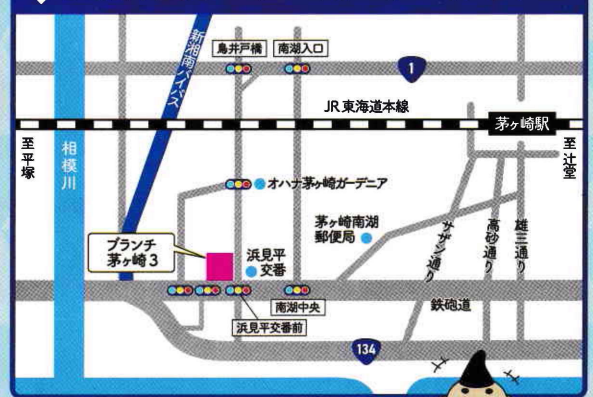 鳥井戸橋
南湖入口
新湘南バイパス
1
JR東海道本線
茅ヶ崎駅
至平塚
至辻堂
相模川
オハナ茅ヶ崎ガーデニア
茅ヶ崎南湖
郵便局
サザン通り
高砂通り
雄三通り
ブランチ
茅ヶ崎3
浜見平
交番
南湖中央
鉄砲道
浜見平交番前
134